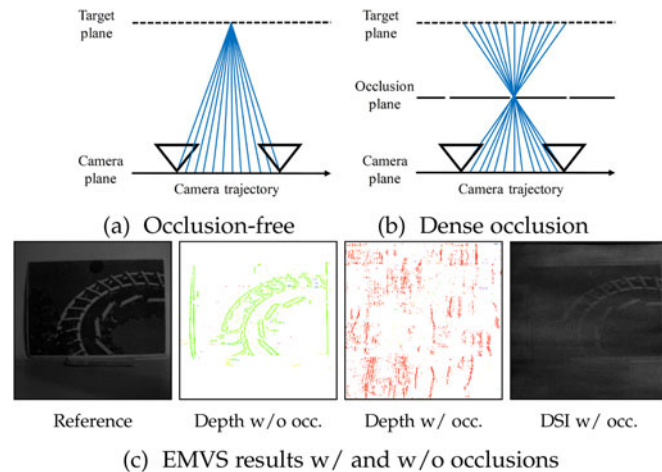 Target
plane
Camera
plane
Camera trajectory
(a) Occlusion-free
Target
plane
Occlusion
plane
Camera
plane
Camera trajectory
(b) Dense occlusion
Reference
Depth w/o occ.
Depth w/ occ.
DSI w/ occ.
(c) EMVS results w/ and w/o occlusions